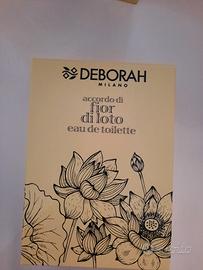 DEBORAH
MILANO
accordo di
fior
di loto
eau de toilette